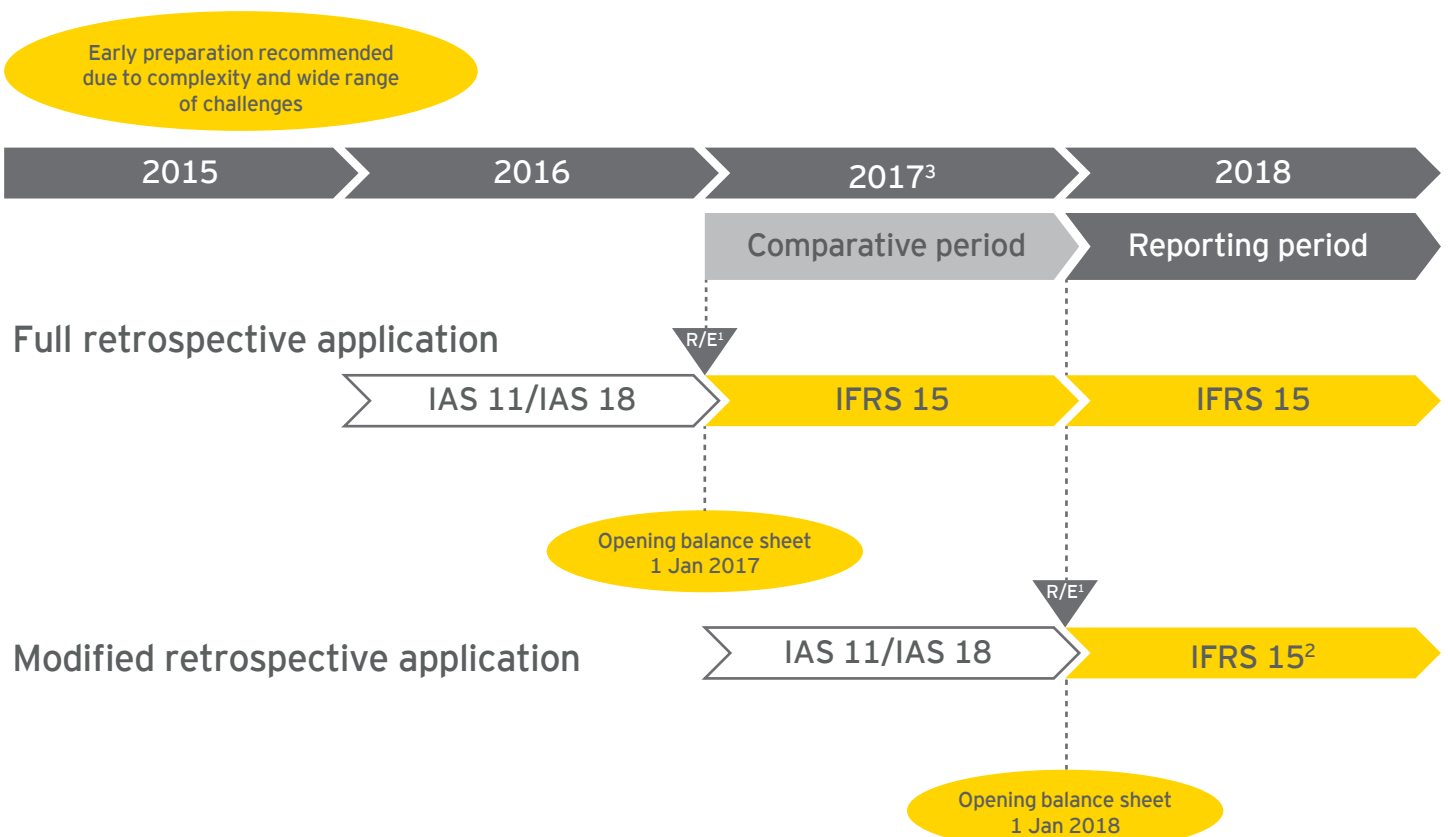 Early preparation recommended
due to complexity and wide range
of challenges
2015
2016
2017³
2018
Comparative period
Reporting period
Full retrospective application
R/E¹
IAS 11/IAS 18
IFRS 15
IFRS 15
Opening balance sheet
1 Jan 2017
R/E¹
Modified retrospective application
IAS 11/IAS 18
IFRS 15²
Opening balance sheet
1 Jan 2018